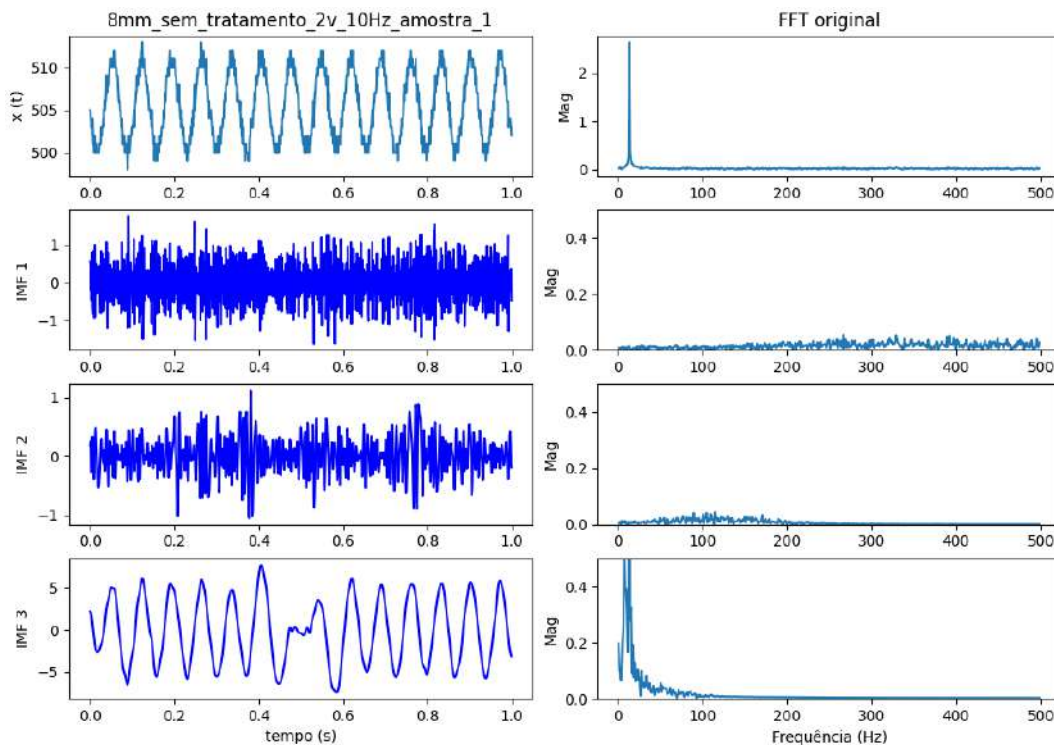 8mm_sem_tratamento_2v_10Hz_amostra_1
FFT original
x (t)
510
505
500
0.0 0.2 0.4 0.6 0.8 1.0
Mag
2
1
0
0 100 200 300 400 500
IMF 1
1
0
−1
0.0 0.2 0.4 0.6 0.8 1.0
Mag
0.4
0.2
0.0
0 100 200 300 400 500
IMF 2
1
0
−1
0.0 0.2 0.4 0.6 0.8 1.0
Mag
0.4
0.2
0.0
0 100 200 300 400 500
IMF 3
5
0
−5
0.0 0.2 0.4 0.6 0.8 1.0
tempo (s)
Mag
0.4
0.2
0.0
0 100 200 300 400 500
Frequência (Hz)